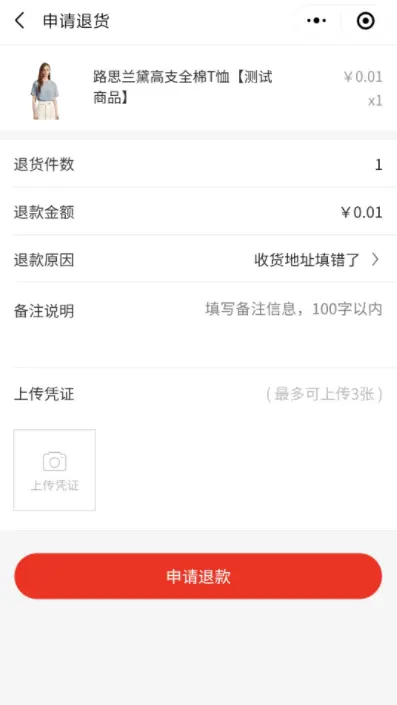 申请退货
路思兰黛高支全棉T恤【测试
商品】
￥0.01
x1
退货件数
1
退款金额
￥0.01
退款原因
收货地址填错了
备注说明
填写备注信息，100字以内
上传凭证
( 最多可上传3张 )
上传凭证
申请退款